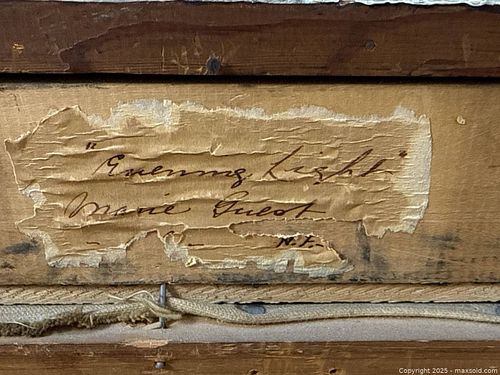 "Evening Light"
Marie Guest
N.Y.
Copyright 2025 - maxsold.com